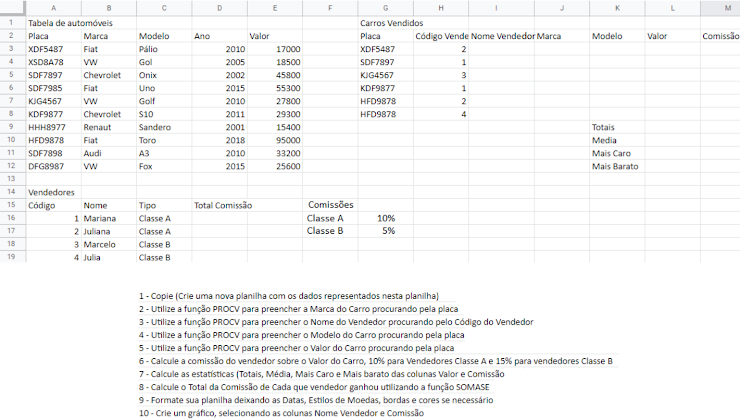 A B C D E F G H I J K L M
1 Tabela de automóveis Carros Vendidos
2 Placa Marca Modelo Ano Valor Placa Código Vende Nome Vendedor Marca Modelo Valor Comissão
3 XDF5487 Fiat Pálio 2010 17000 XDF5487 2
4 XSD8A78 VW Gol 2005 18500 SDF7897 1
5 SDF7897 Chevrolet Onix 2002 45800 KJG4567 3
6 SDF7985 Fiat Uno 2015 55300 KDF9877 1
7 KJG4567 VW Golf 2010 27800 HFD9878 2
8 KDF9877 Chevrolet S10 2011 29300 HFD9878 4
9 HHH8977 Renaut Sandero 2001 15400 Totais
10 HFD9878 Fiat Toro 2018 95000 Media
11 SDF7898 Audi A3 2010 33200 Mais Caro
12 DFG8987 VW Fox 2015 25600 Mais Barato
13
14 Vendedores
15 Código Nome Tipo Total Comissão Comissões
16 1 Mariana Classe A Classe A 10%
17 2 Juliana Classe A Classe B 5%
18 3 Marcelo Classe B
19 4 Julia Classe B
1 - Copie (Crie uma nova planilha com os dados representados nesta planilha)
2 - Utilize a função PROCV para preencher a Marca do Carro procurando pela placa
3 - Utilize a função PROCV para preencher o Nome do Vendedor procurando pelo Código do Vendedor
4 - Utilize a função PROCV para preencher o Modelo do Carro procurando pela placa
5 - Utilize a função PROCV para preencher o Valor do Carro procurando pela placa
6 - Calcule a comissão do vendedor sobre o Valor do Carro, 10% para Vendedores Classe A e 15% para vendedores Classe B
7 - Calcule as estatísticas (Totais, Média, Mais Caro e Mais barato das colunas Valor e Comissão
8 - Calcule o Total da Comissão de Cada que vendedor ganhou utilizando a função SOMASE
9 - Formate sua planilha deixando as Datas, Estilos de Moedas, bordas e cores se necessário
10 - Crie um gráfico, selecionando as colunas Nome Vendedor e Comissão